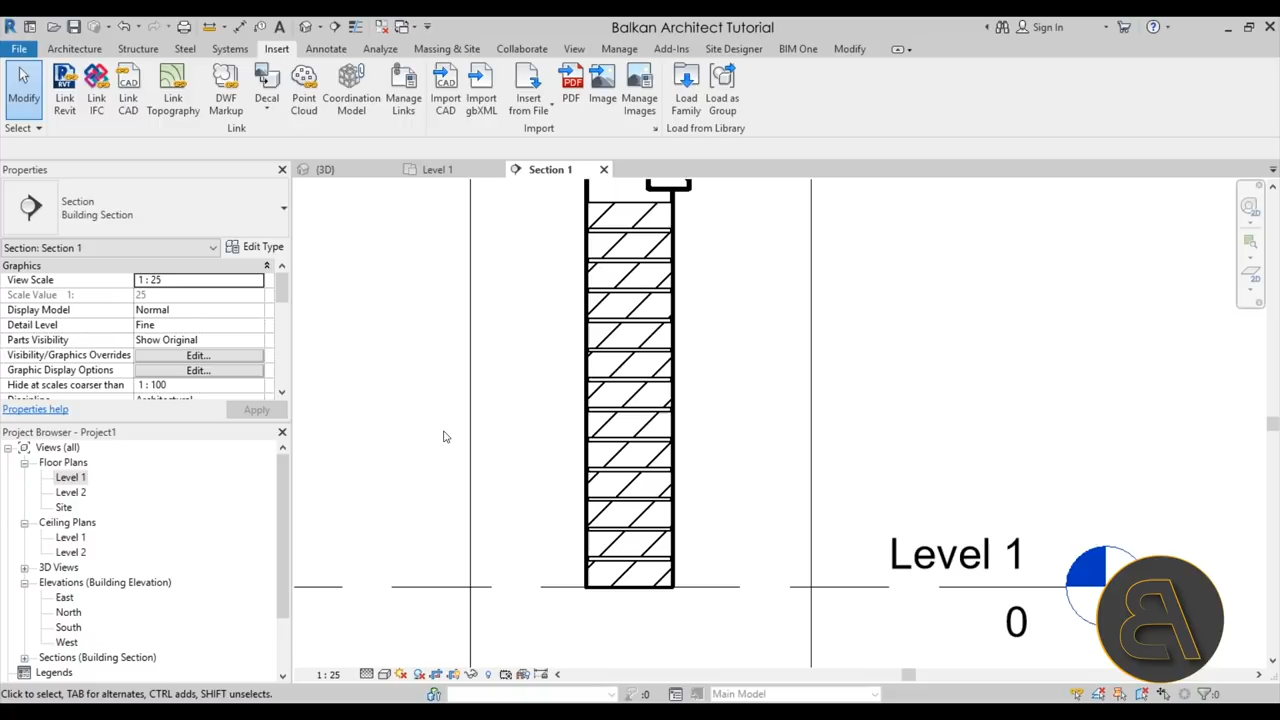 Balkan Architect Tutorial
Sign In
File Architecture Structure Steel Systems Insert Annotate Analyze Massing & Site Collaborate View Manage Add-Ins Site Designer BIM One Modify
Modify
Link Revit
Link IFC
Link CAD
Link Topography
DWF Markup
Decal
Point Cloud
Coordination Model
Manage Links
Import CAD
Import gbXML
Insert from File
PDF
Image
Manage Images
Load Family
Load as Group
Select Link Import Load from Library
Properties
{3D} Level 1 Section 1
Section
Building Section
Section: Section 1 Edit Type
Graphics
View Scale 1 : 25
Scale Value 1: 25
Display Model Normal
Detail Level Fine
Parts Visibility Show Original
Visibility/Graphics Overrides Edit...
Graphic Display Options Edit...
Hide at scales coarser than 1 : 100
Properties help Apply
Project Browser - Project1
Views (all)
Floor Plans
Level 1
Level 2
Site
Ceiling Plans
Level 1
Level 2
3D Views
Elevations (Building Elevation)
East
North
South
West
Sections (Building Section)
Legends
Level 1
0
1 : 25
Click to select, TAB for alternates, CTRL adds, SHIFT unselects.
:0
Main Model
:0